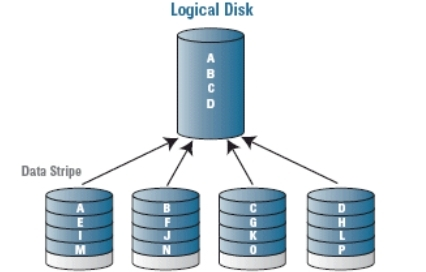 Logical Disk
A
B
C
D
Data Stripe
A B C D
E F G H
I J K L
M N O P